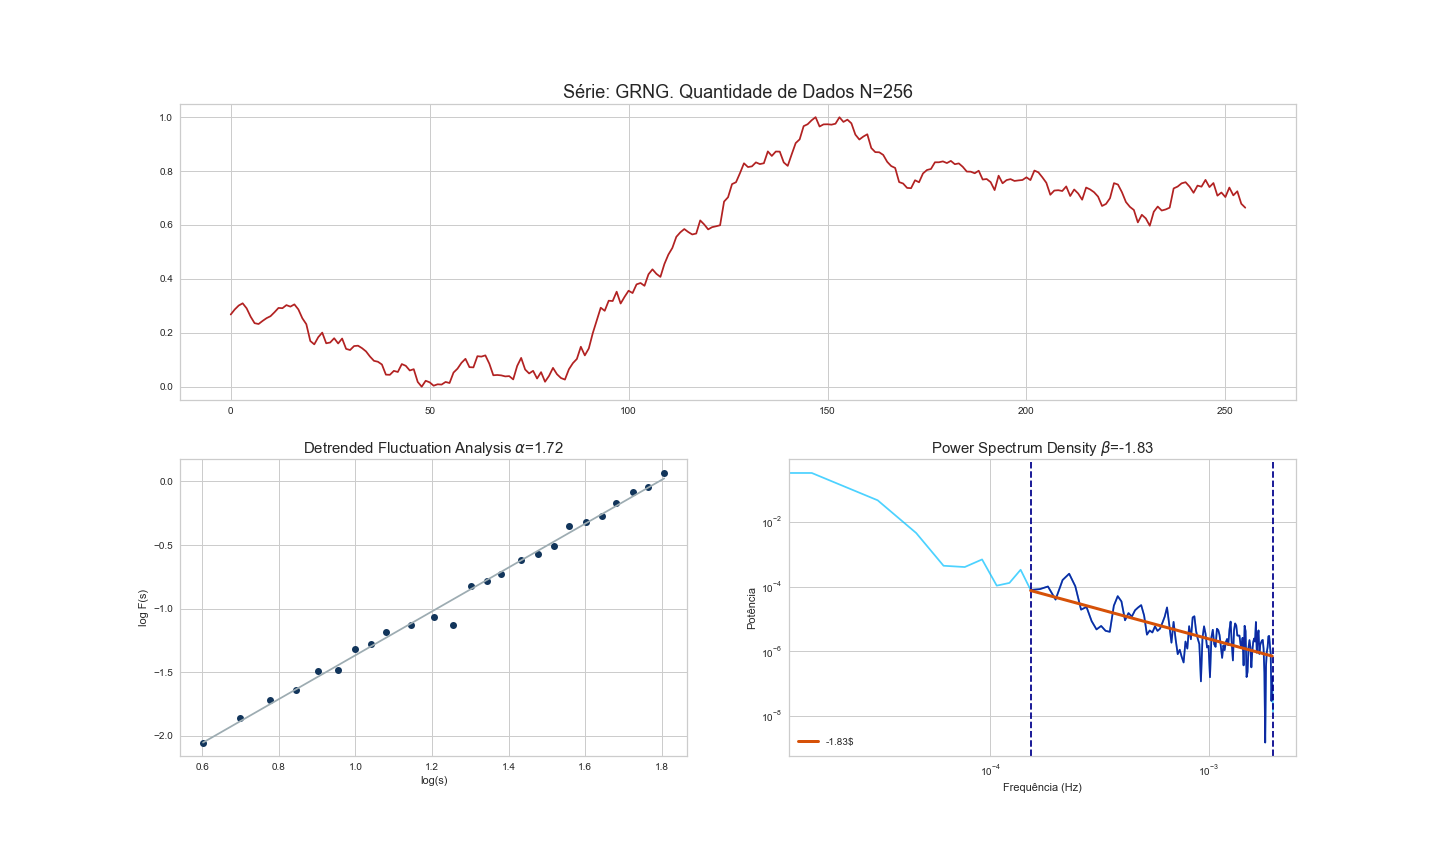 Série: GRNG. Quantidade de Dados N=256
1.0
0.8
0.6
0.4
0.2
0.0
0 50 100 150 200 250
Detrended Fluctuation Analysis α=1.72
log F(s)
0.0
−0.5
−1.0
−1.5
−2.0
0.6 0.8 1.0 1.2 1.4 1.6 1.8
log(s)
Power Spectrum Density β=-1.83
Potência
10⁻²
10⁻⁴
10⁻⁶
10⁻⁸
-1.83$
10⁻⁴ 10⁻³
Frequência (Hz)